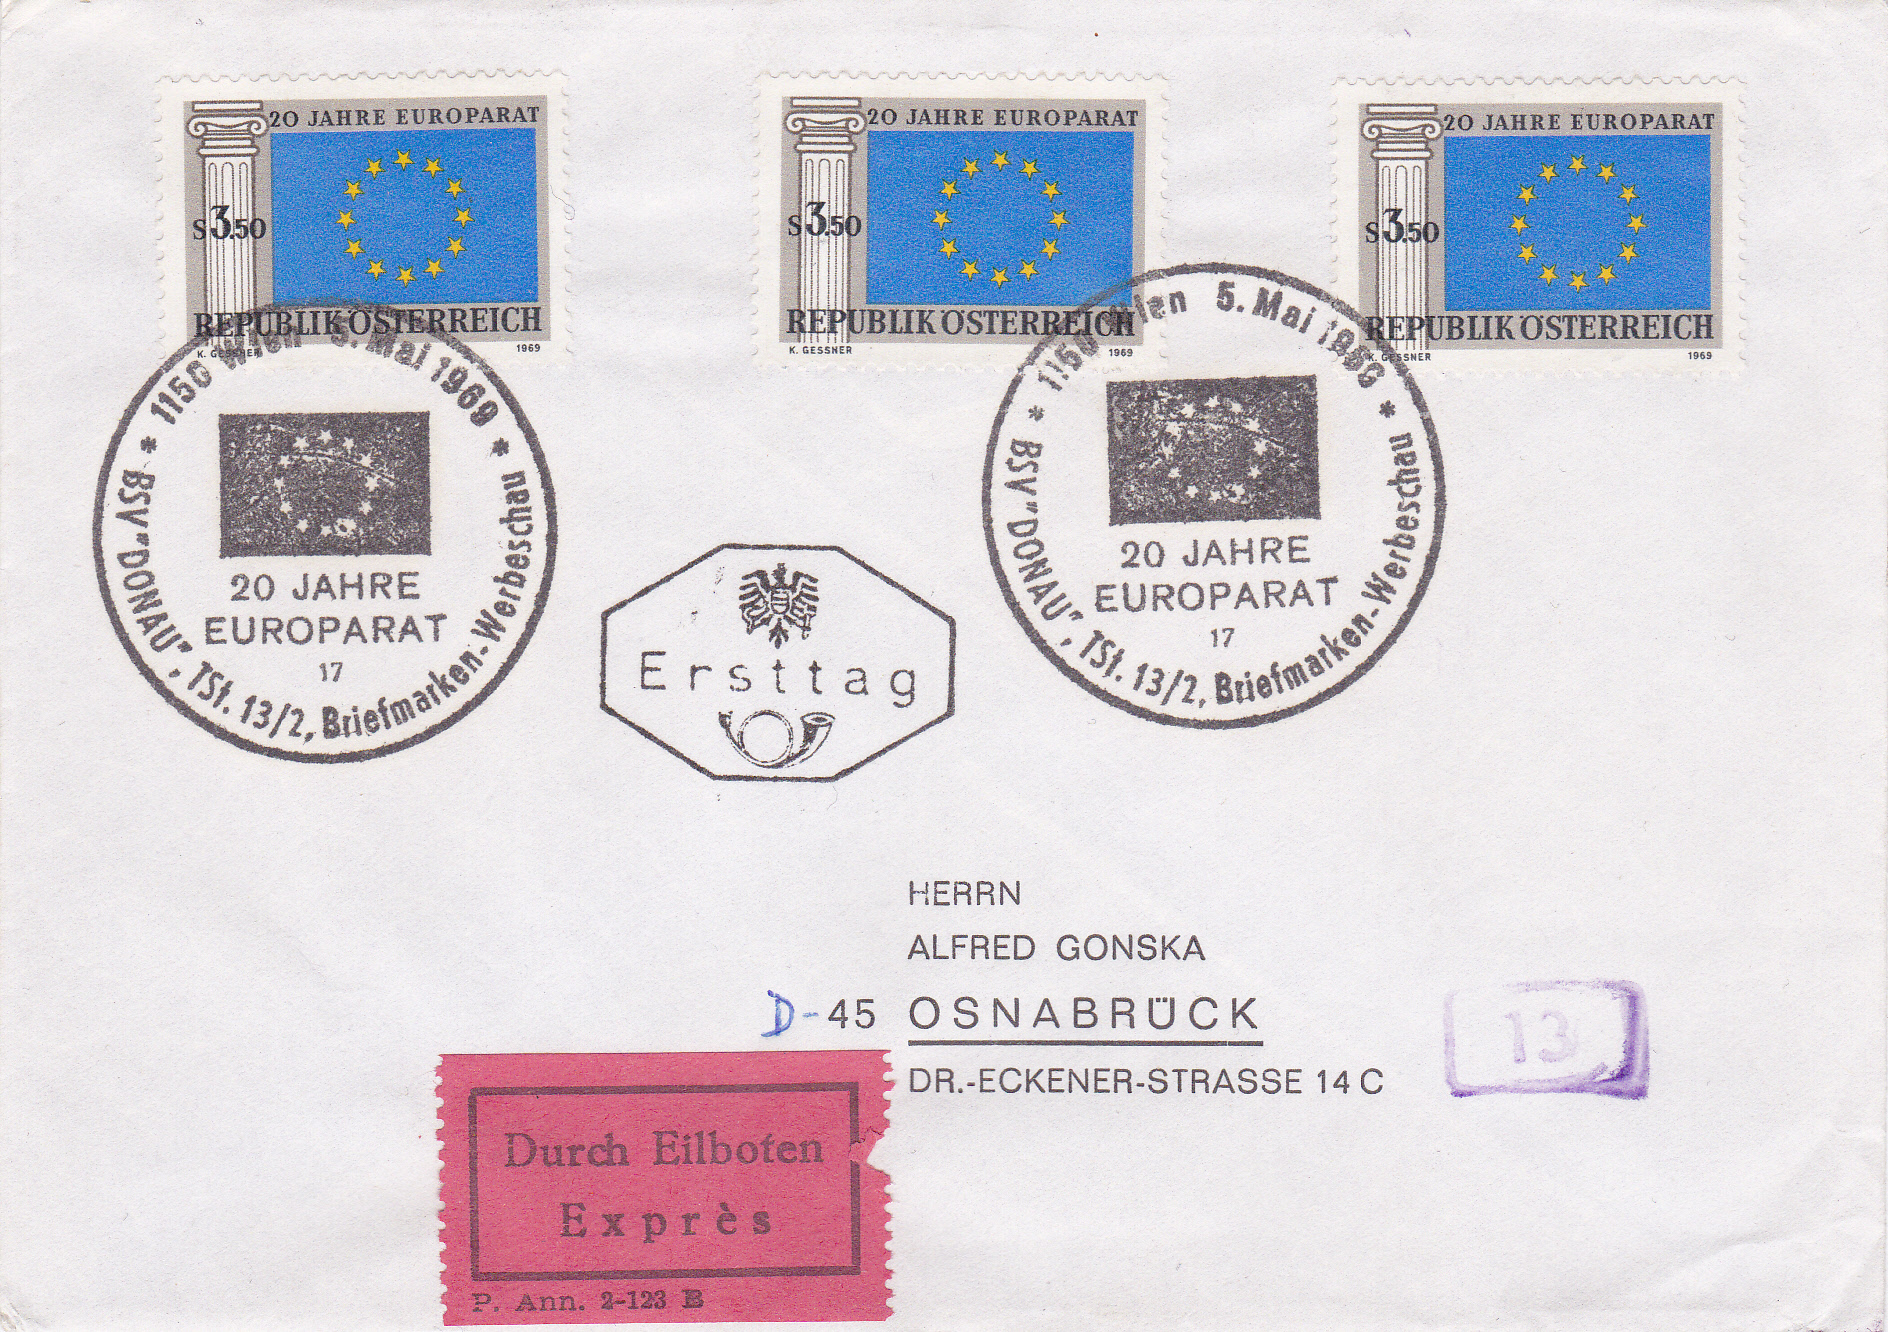 20 JAHRE EUROPARAT
S 3.50
REPUBLIK ÖSTERREICH
K. GESSNER 1969
20 JAHRE EUROPARAT
S 3.50
REPUBLIK ÖSTERREICH
K. GESSNER 1969
20 JAHRE EUROPARAT
S 3.50
REPUBLIK ÖSTERREICH
K. GESSNER 1969
* 1150 Wien 5. Mai 1969 *
BSV "DONAU", TSt. 13/2, Briefmarken-Werbeschau
20 JAHRE
EUROPARAT
17
* 1150 Wien 5. Mai 1969 *
BSV "DONAU", TSt. 13/2, Briefmarken-Werbeschau
20 JAHRE
EUROPARAT
17
Ersttag
HERRN
ALFRED GONSKA
D-45 OSNABRÜCK
DR.-ECKENER-STRASSE 14 C
13
Durch Eilboten
Exprès
P. Ann. 2-123 B